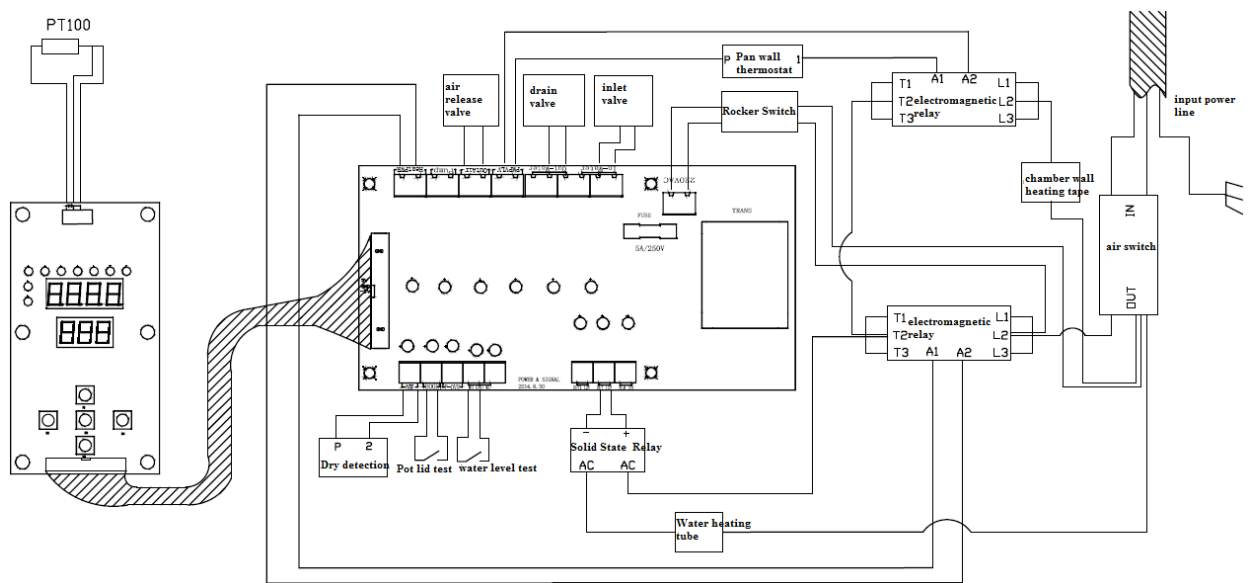 PT100
air
release
valve
drain
valve
inlet
valve
P
Pan wall
thermostat
1
Rocker Switch
T1
A1
A2
L1
T2
electromagnetic
relay
L2
T3
L3
input power
line
chamber wall
heating tape
IN
air switch
OUT
220VAC
FUSE
5A/250V
TRANS
T1
electromagnetic
L1
T2
relay
L2
T3
A1
A2
L3
POWER & SIGNAL
2014.8.30
P
2
Dry detection
Pot lid test
water level test
-
+
Solid State Relay
AC
AC
Water heating
tube